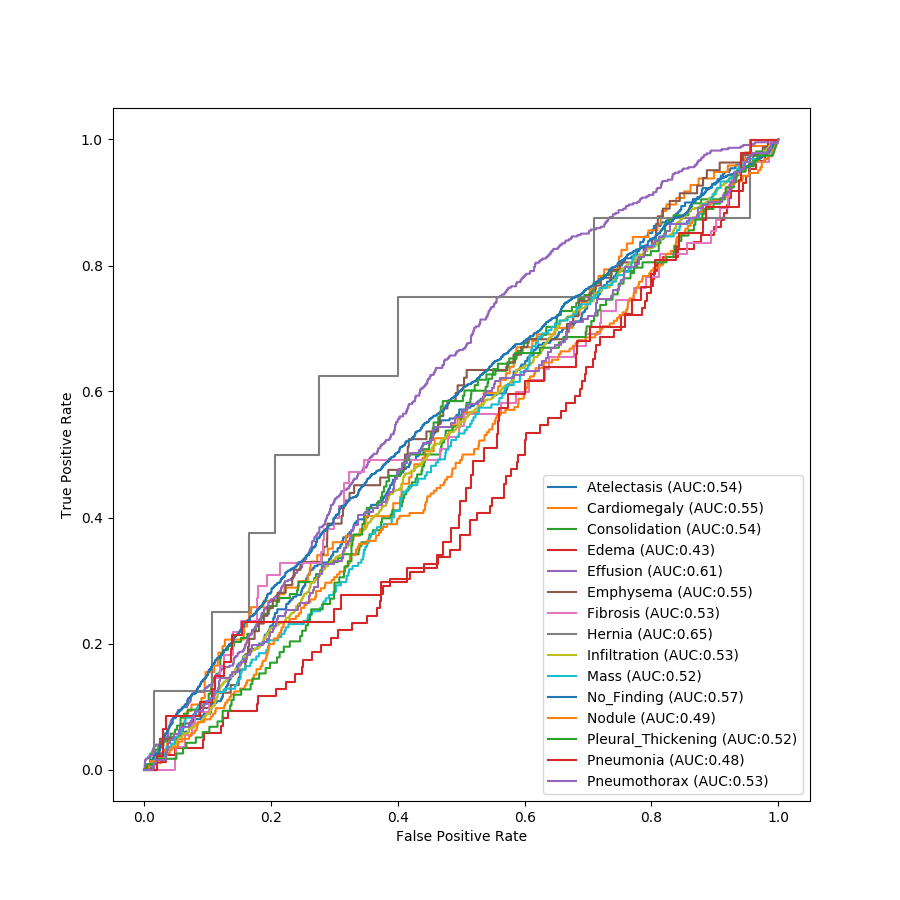 1.0
0.8
0.6
0.4
0.2
0.0
True Positive Rate
Atelectasis (AUC:0.54)
Cardiomegaly (AUC:0.55)
Consolidation (AUC:0.54)
Edema (AUC:0.43)
Effusion (AUC:0.61)
Emphysema (AUC:0.55)
Fibrosis (AUC:0.53)
Hernia (AUC:0.65)
Infiltration (AUC:0.53)
Mass (AUC:0.52)
No_Finding (AUC:0.57)
Nodule (AUC:0.49)
Pleural_Thickening (AUC:0.52)
Pneumonia (AUC:0.48)
Pneumothorax (AUC:0.53)
0.0 0.2 0.4 0.6 0.8 1.0
False Positive Rate